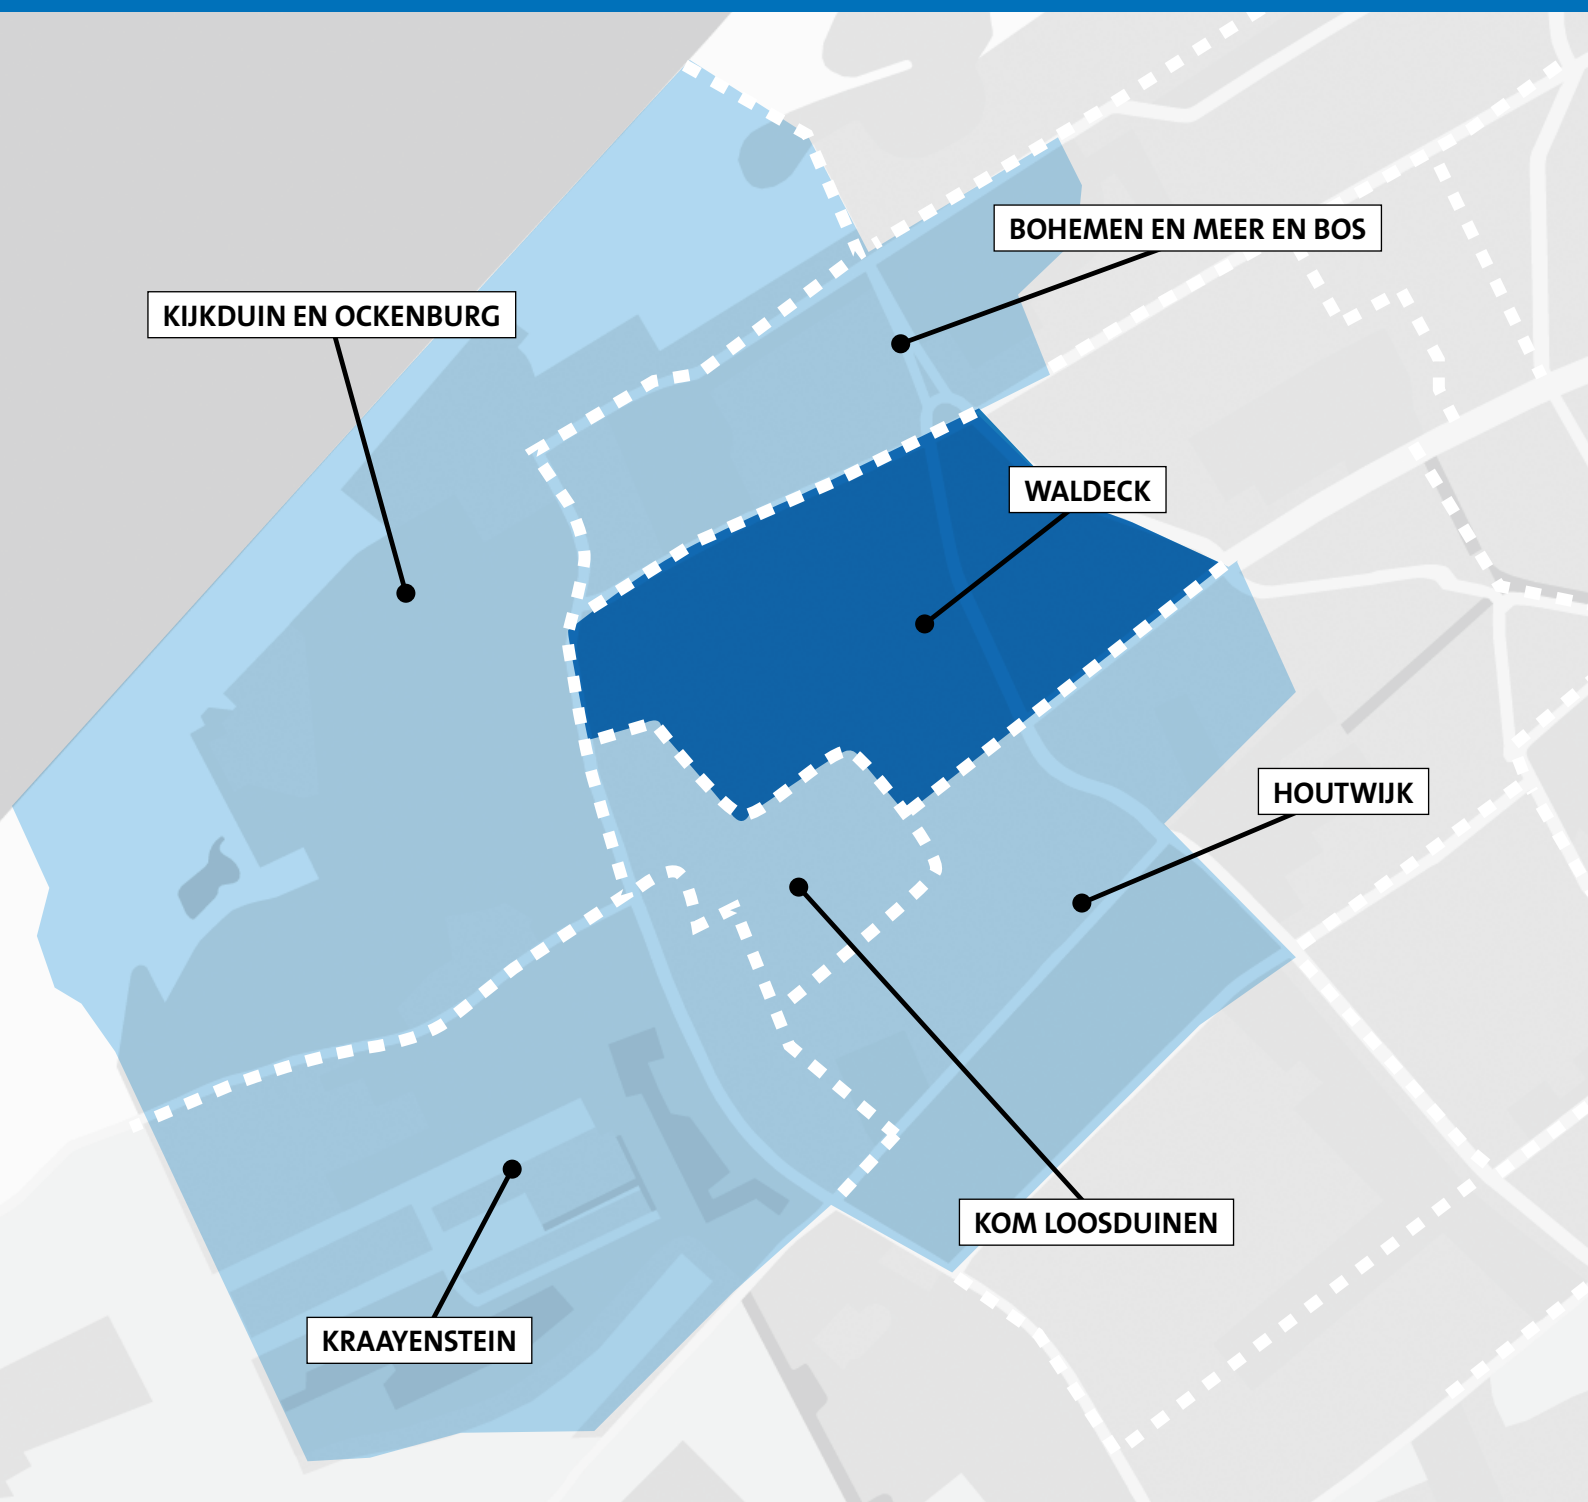 BOHEMEN EN MEER EN BOS
KIJKDUIN EN OCKENBURG
WALDECK
HOUTWIJK
KOM LOOSDUINEN
KRAAYENSTEIN